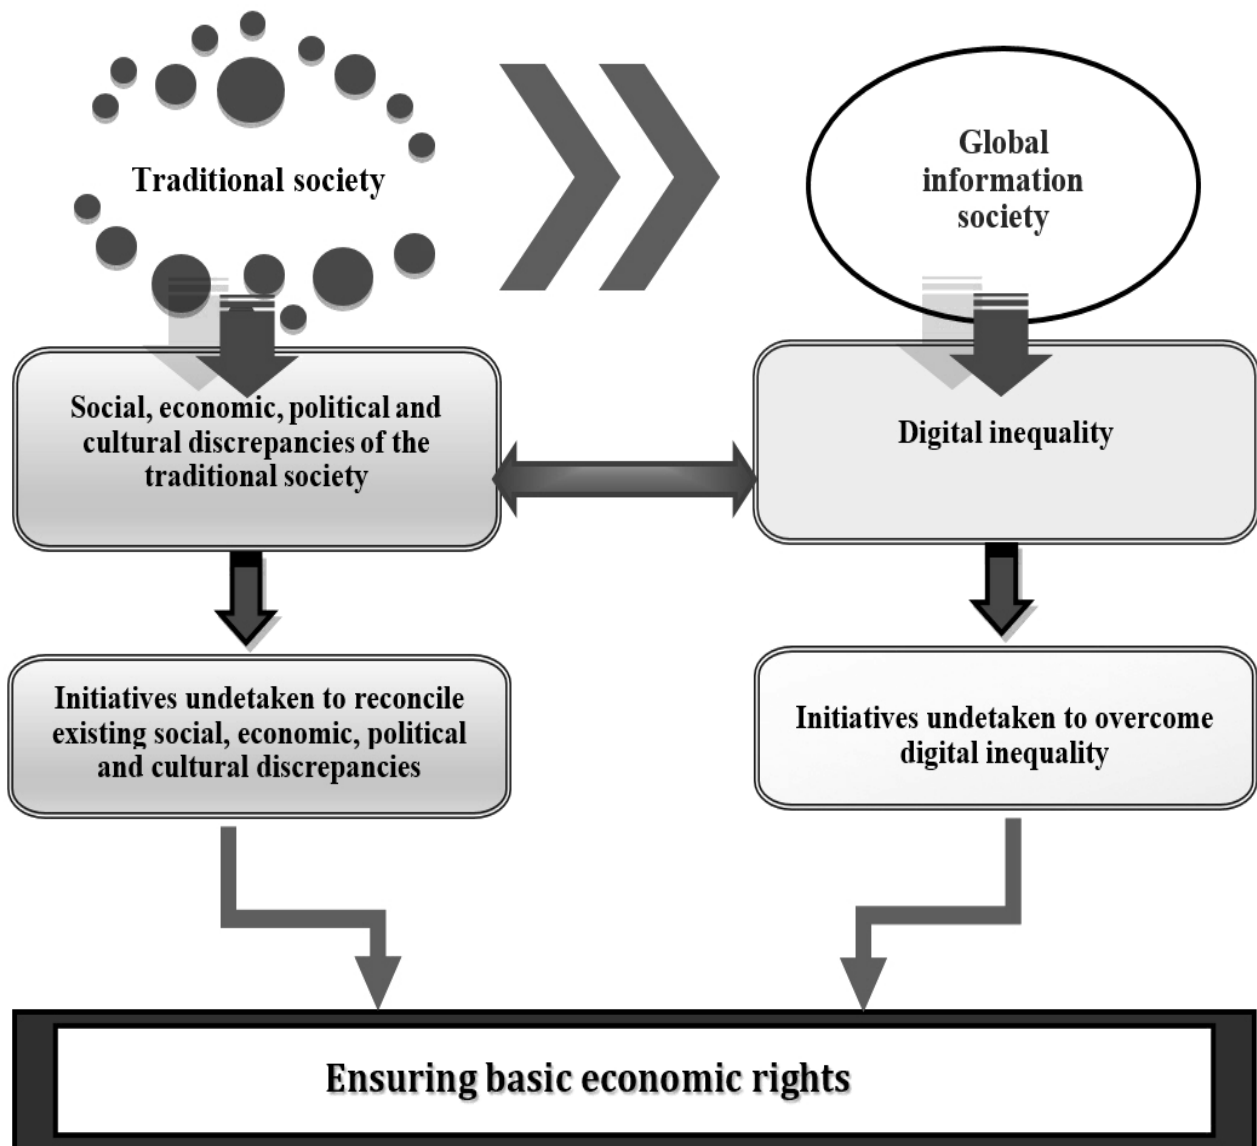 Traditional society
Global
information
society
Social, economic, political and
cultural discrepancies of the
traditional society
Digital inequality
Initiatives undetaken to reconcile
existing social, economic, political
and cultural discrepancies
Initiatives undetaken to overcome
digital inequality
Ensuring basic economic rights